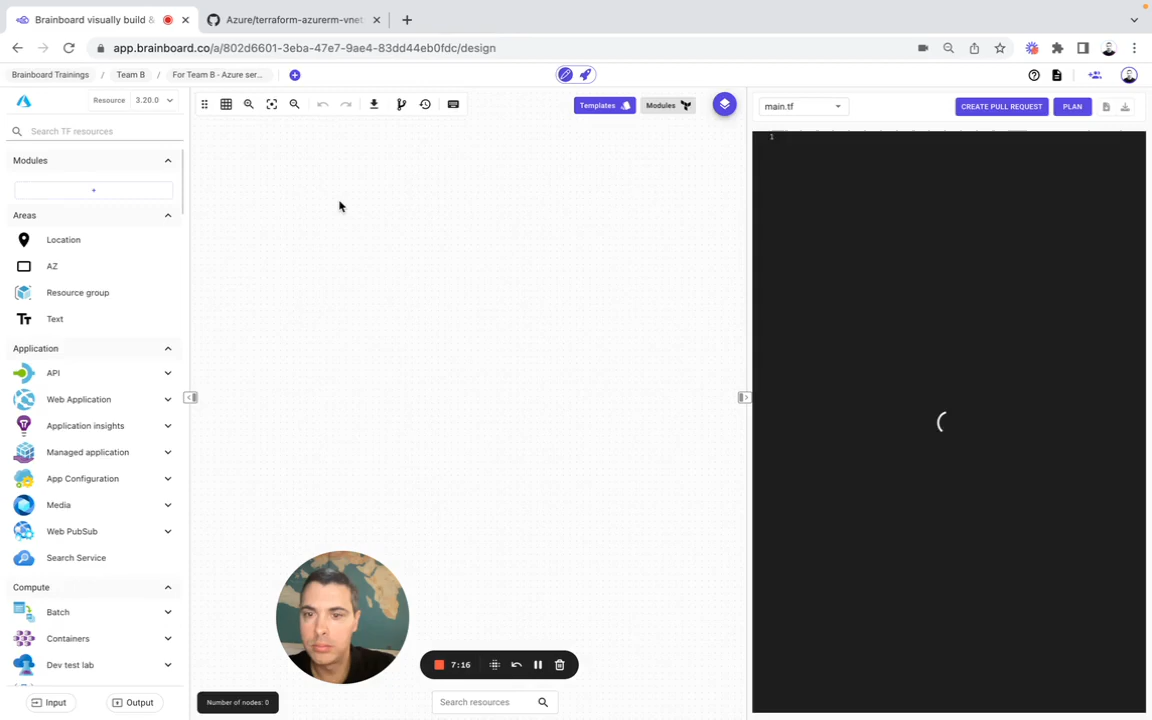 Brainboard visually build &
Azure/terraform-azurerm-vnet
app.brainboard.co/a/802d6601-3eba-47e7-9ae4-83dd44eb0fdc/design
Brainboard Trainings / Team B / For Team B - Azure ser...
Resource 3.20.0
Templates
Modules
main.tf
CREATE PULL REQUEST
PLAN
Search TF resources
1
Modules
+
Areas
Location
AZ
Resource group
Tt Text
Application
API
Web Application
Application insights
Managed application
App Configuration
Media
Web PubSub
Search Service
Compute
Batch
Containers
Dev test lab
7:16
Input
Output
Number of nodes: 0
Search resources